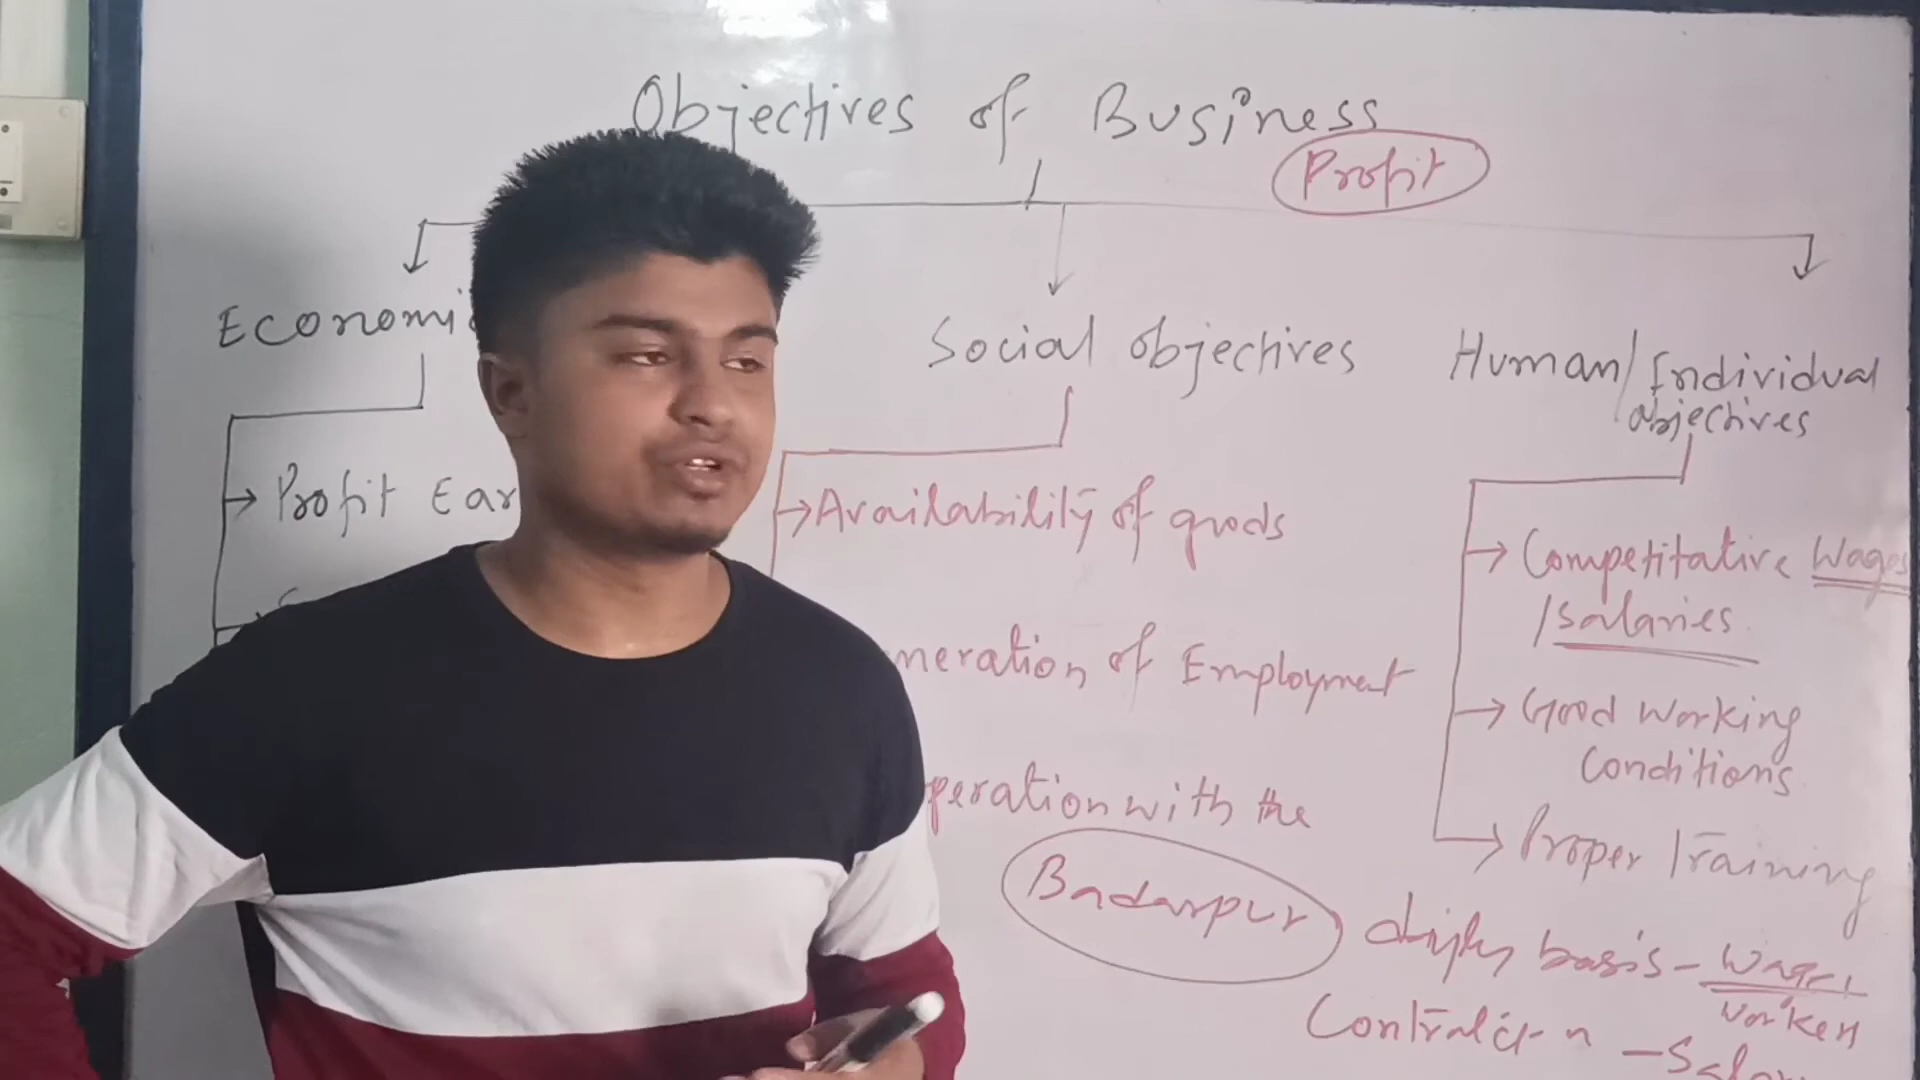 Objectives of Business
Profit
Economi
Social objectives
Human/Individual
objectives
Profit Ear
Availability of goods
neration of Employment
peration with the
Badarpur
Competitative Wages
/Salaries
Good Working
Conditions
Proper Training
basis - Wages
Workers
- Salary